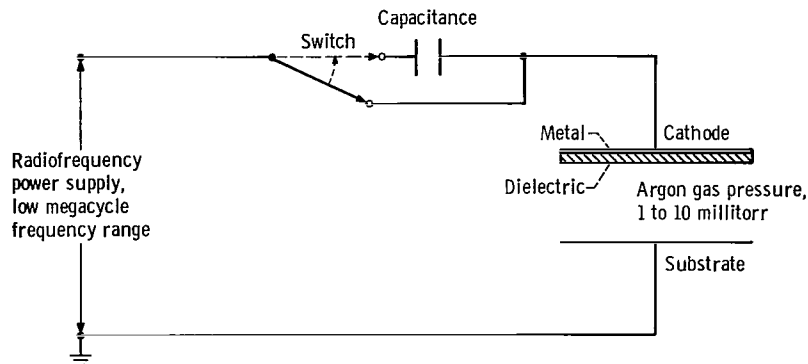 Capacitance
Switch
Metal
Cathode
Dielectric
Radiofrequency
power supply,
low megacycle
frequency range
Argon gas pressure,
1 to 10 millitorr
Substrate